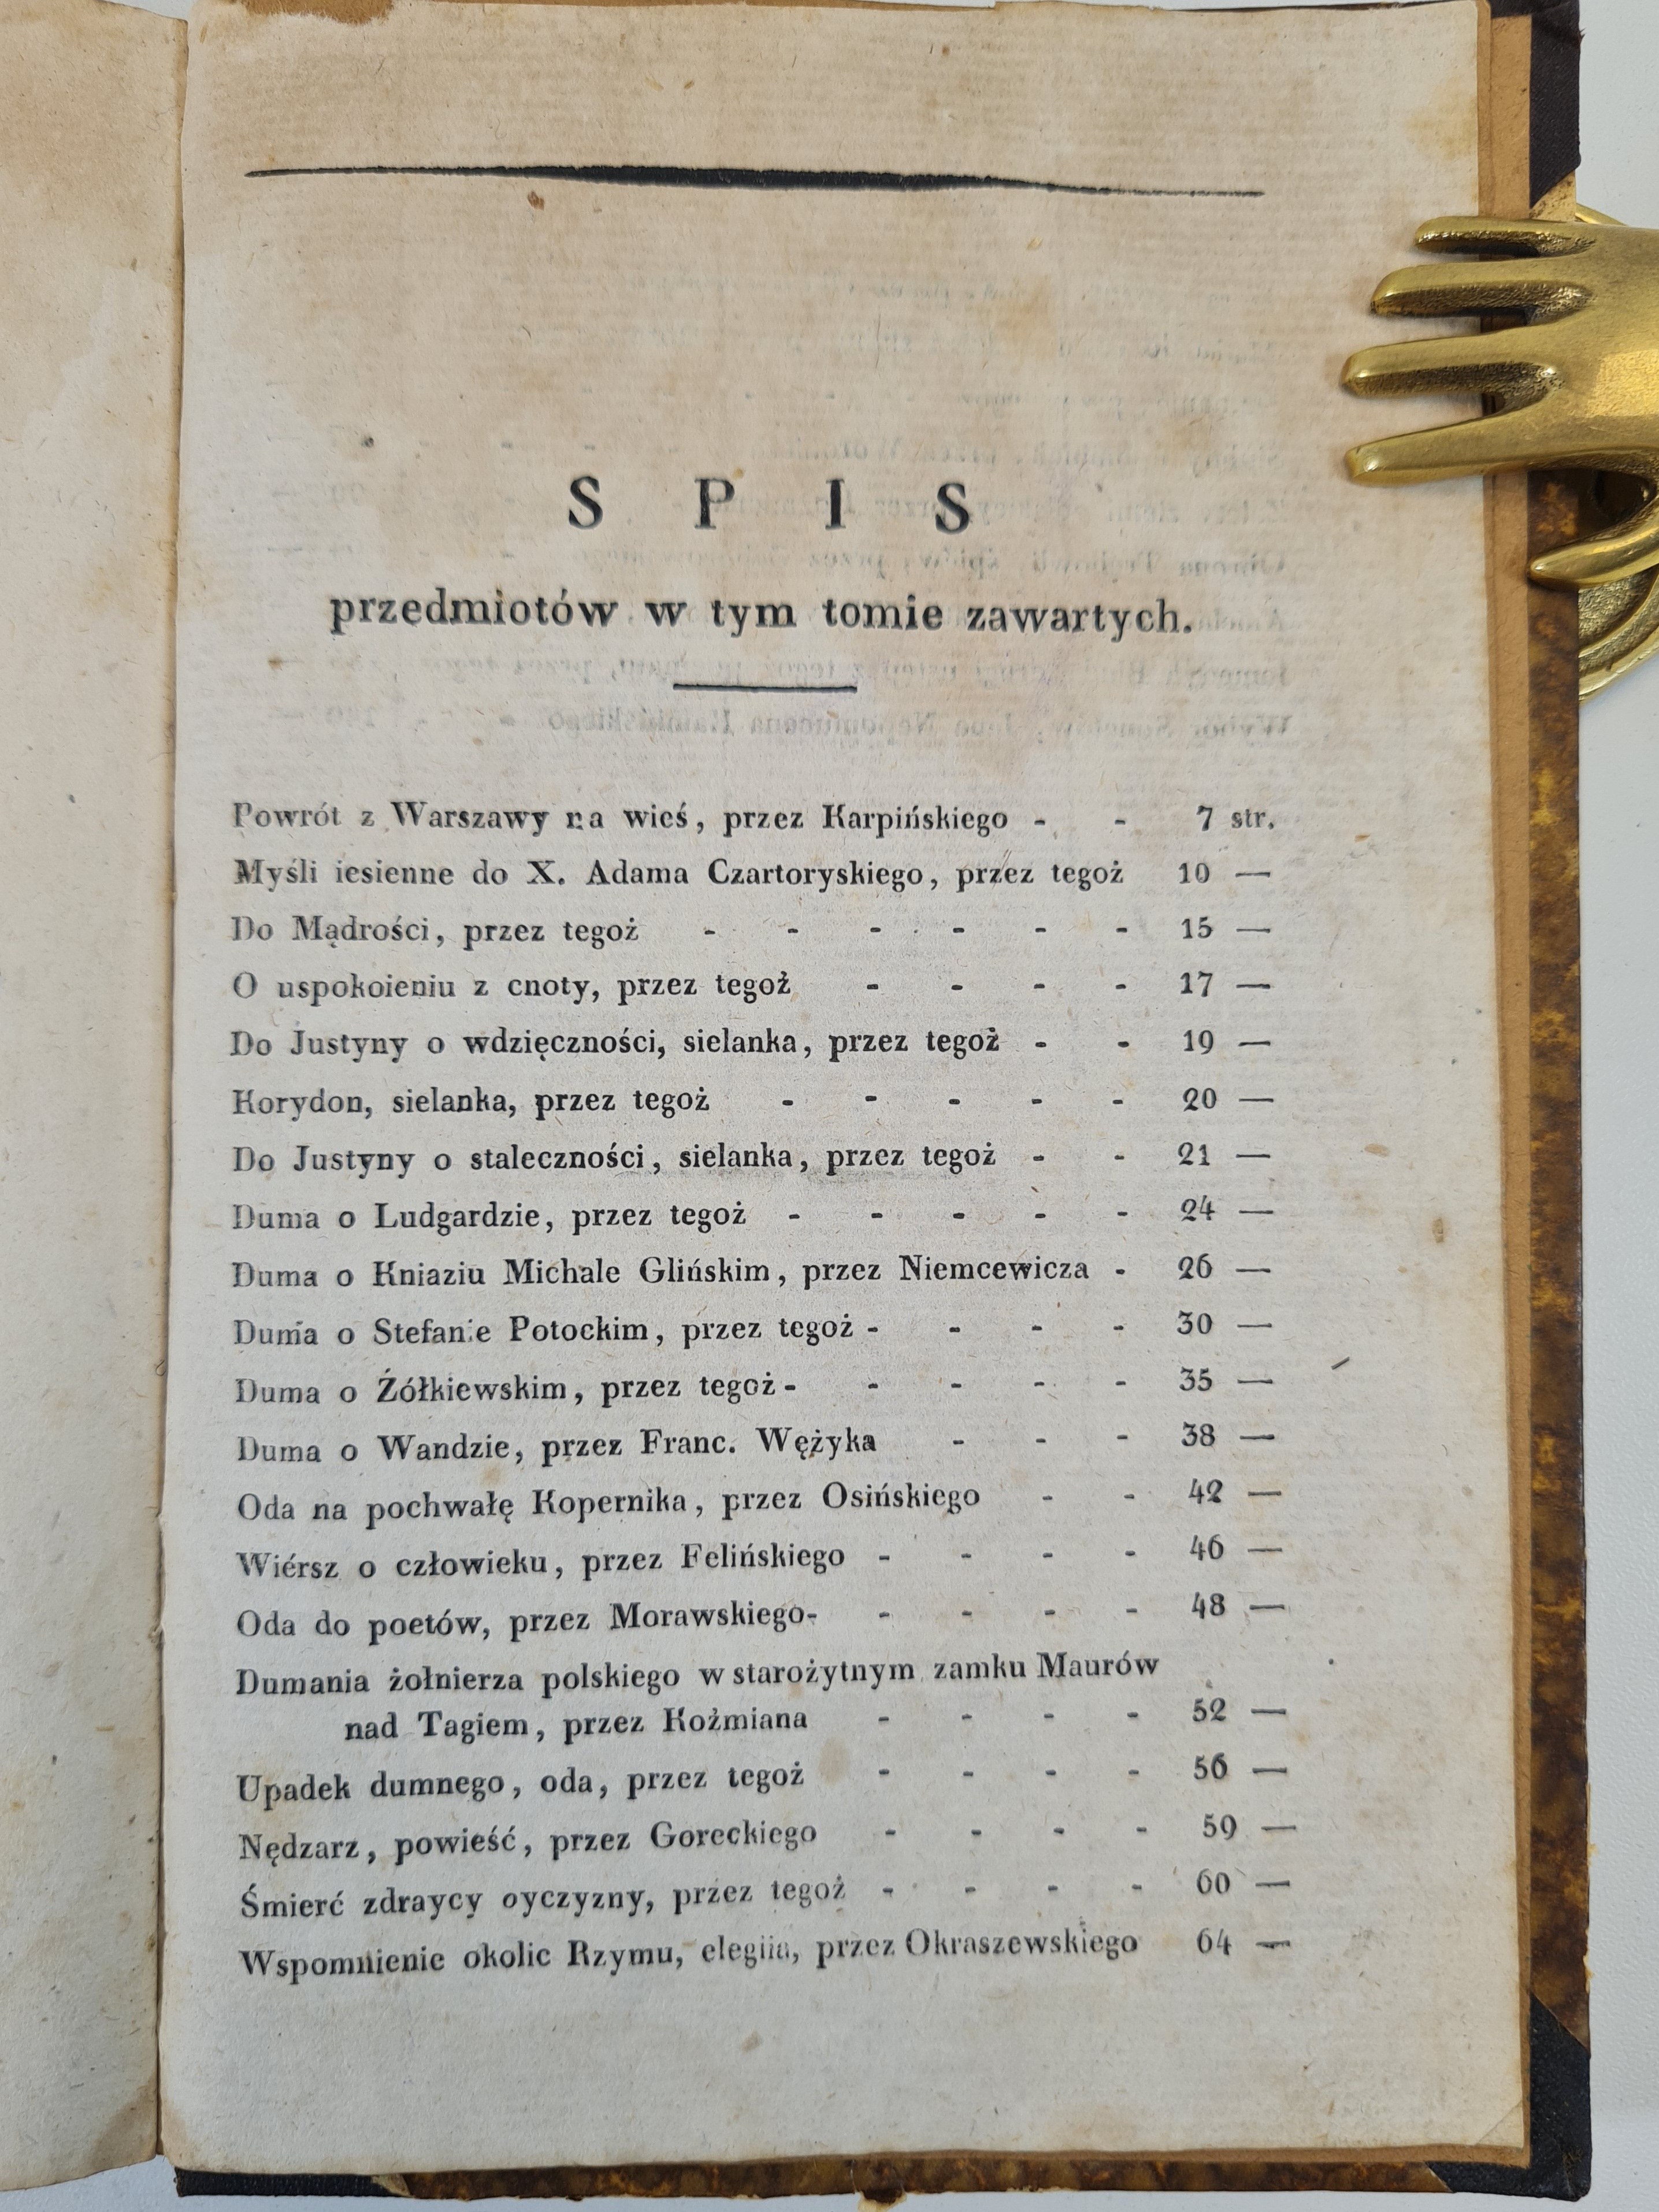 S P I S
przedmiotów w tym tomie zawartych.
Powrót z Warszawy na wieś, przez Karpińskiego - - 7 str.
Myśli iesienne do X. Adama Czartoryskiego, przez tegoż 10 —
Do Mądrości, przez tegoż - - - - - - 15 —
O uspokoieniu z cnoty, przez tegoż - - - - 17 —
Do Justyny o wdzięczności, sielanka, przez tegoż - - 19 —
Korydon, sielanka, przez tegoż - - - - - 20 —
Do Justyny o staleczności, sielanka, przez tegoż - - 21 —
Duma o Ludgardzie, przez tegoż - - - - - 24 —
Duma o Kniaziu Michale Glińskim, przez Niemcewicza - 26 —
Duma o Stefanie Potockim, przez tegoż - - - - 30 —
Duma o Źółkiewskim, przez tegoż - - - - - 35 —
Duma o Wandzie, przez Franc. Wężyka - - - 38 —
Oda na pochwałę Kopernika, przez Osińskiego - - 42 —
Wiérsz o człowieku, przez Felińskiego - - - - 46 —
Oda do poetów, przez Morawskiego - - - - - 48 —
Dumania żołnierza polskiego w starożytnym zamku Maurów
nad Tagiem, przez Koźmiana - - - - 52 —
Upadek dumnego, oda, przez tegoż - - - - 56 —
Nędzarz, powieść, przez Goreckiego - - - - 59 —
Śmierć zdraycy oyczyzny, przez tegoż - - - - 60 —
Wspomnienie okolic Rzymu, elegiia, przez Okraszewskiego 64 —